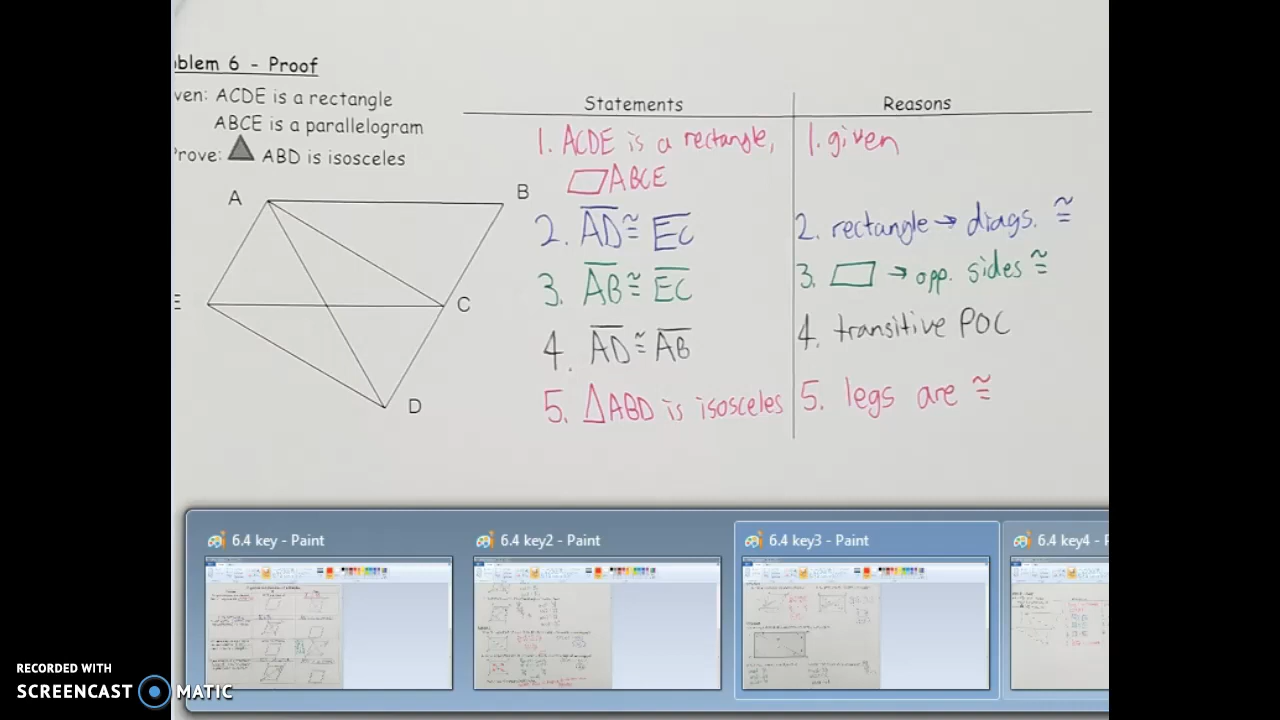 oblem 6 - Proof
ven: ACDE is a rectangle
ABCE is a parallelogram
Prove: ABD is isosceles
Statements
Reasons
1. ACDE is a rectangle,
▱ABCE
1. given
2. AD ≅ EC
2. rectangle → diags. ≅
3. AB ≅ EC
3. ▱ → opp. sides ≅
4. AD ≅ AB
4. transitive POC
5. △ABD is isosceles
5. legs are ≅
A
B
E
C
D
6.4 key - Paint
6.4 key2 - Paint
6.4 key3 - Paint
6.4 key4 - P
RECORDED WITH
SCREENCAST MATIC